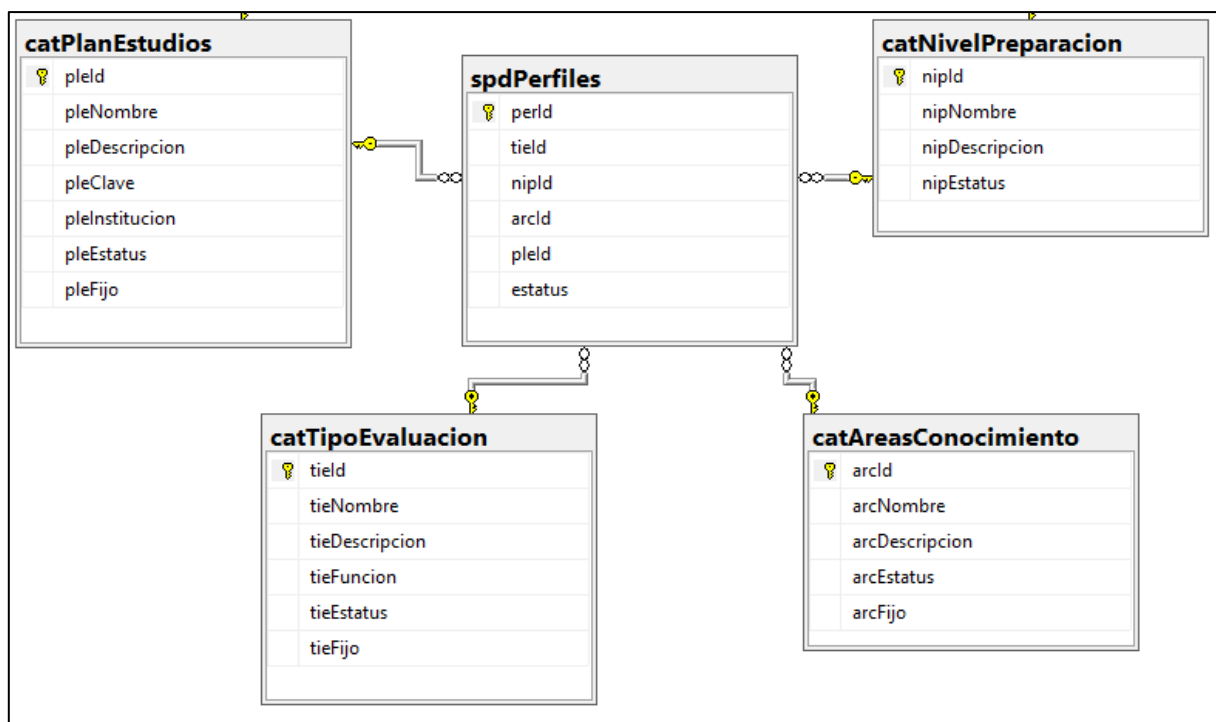 catPlanEstudios
pleId
pleNombre
pleDescripcion
pleClave
pleInstitucion
pleEstatus
pleFijo
spdPerfiles
perId
tieId
nipId
arcId
pleId
estatus
catNivelPreparacion
nipId
nipNombre
nipDescripcion
nipEstatus
catTipoEvaluacion
tieId
tieNombre
tieDescripcion
tieFuncion
tieEstatus
tieFijo
catAreasConocimiento
arcId
arcNombre
arcDescripcion
arcEstatus
arcFijo